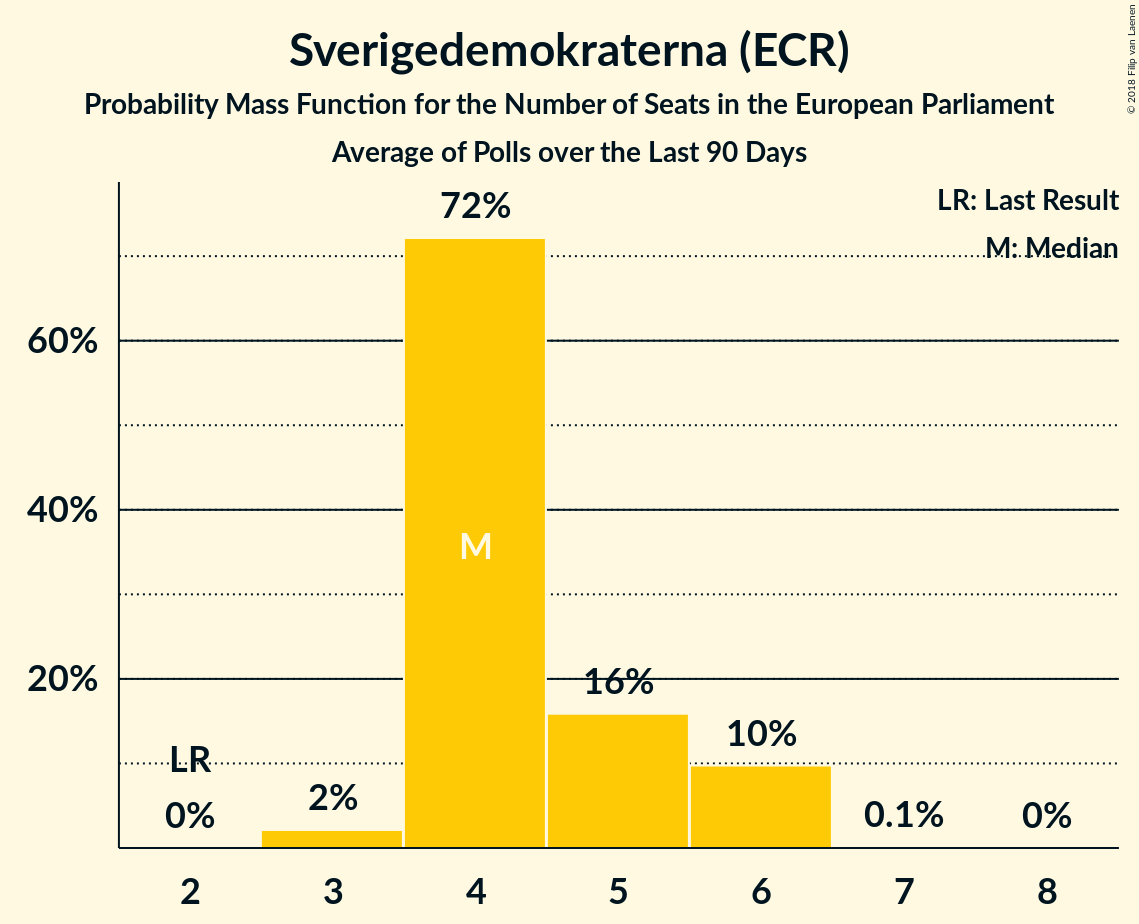 Sverigedemokraterna (ECR)
Probability Mass Function for the Number of Seats in the European Parliament
Average of Polls over the Last 90 Days
© 2018 Filip van Laenen
LR: Last Result
M: Median
72%
60%
40%
M
20%
16%
10%
LR
0%
2%
0.1%
0%
2 3 4 5 6 7 8